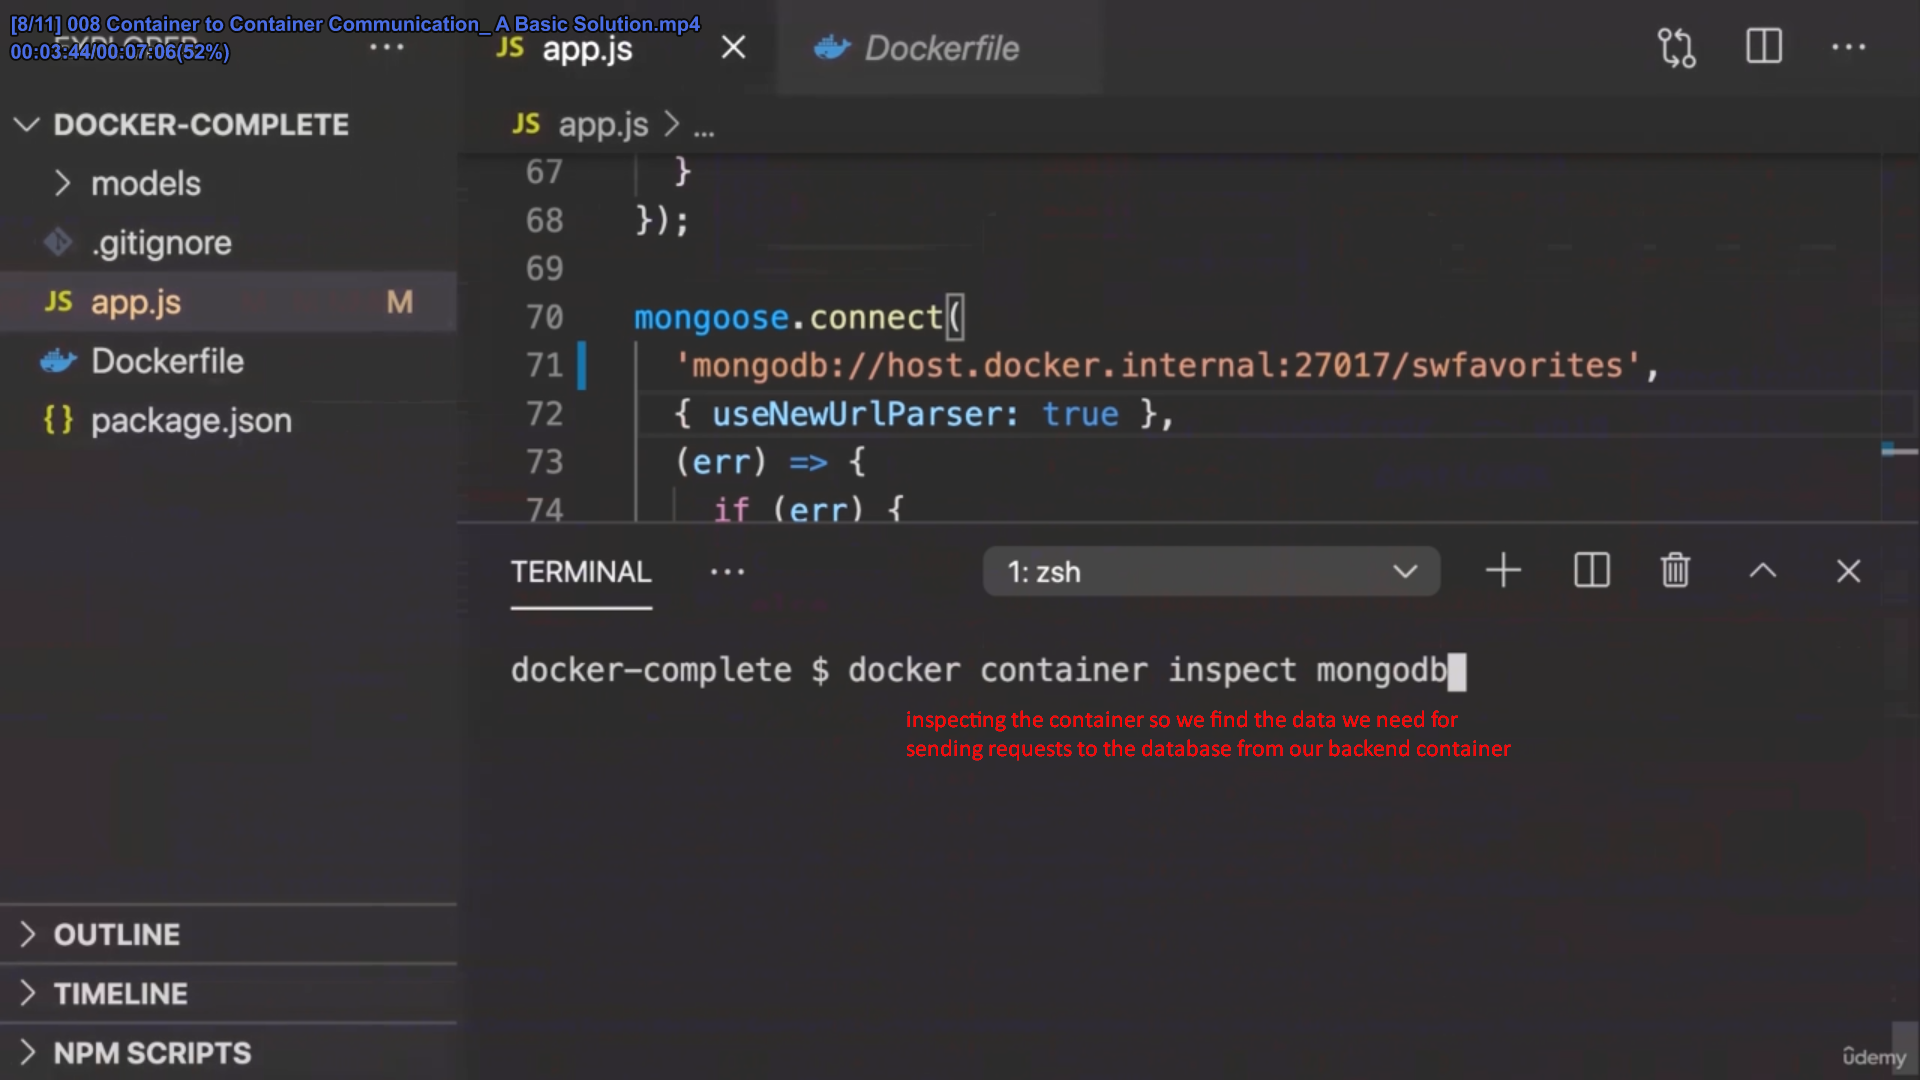 [8/11] 008 Container to Container Communication_ A Basic Solution.mp4
00:03:44/00:07:06(52%)
EXPLORER
JS app.js
Dockerfile
DOCKER-COMPLETE
models
.gitignore
JS app.js M
Dockerfile
{} package.json
OUTLINE
TIMELINE
NPM SCRIPTS
JS app.js > ...
67 }
68 });
69
70 mongoose.connect(
71 'mongodb://host.docker.internal:27017/swfavorites',
72 { useNewUrlParser: true },
73 (err) => {
74 if (err) {
TERMINAL
1: zsh
docker-complete $ docker container inspect mongodb
inspecting the container so we find the data we need for
sending requests to the database from our backend container
udemy